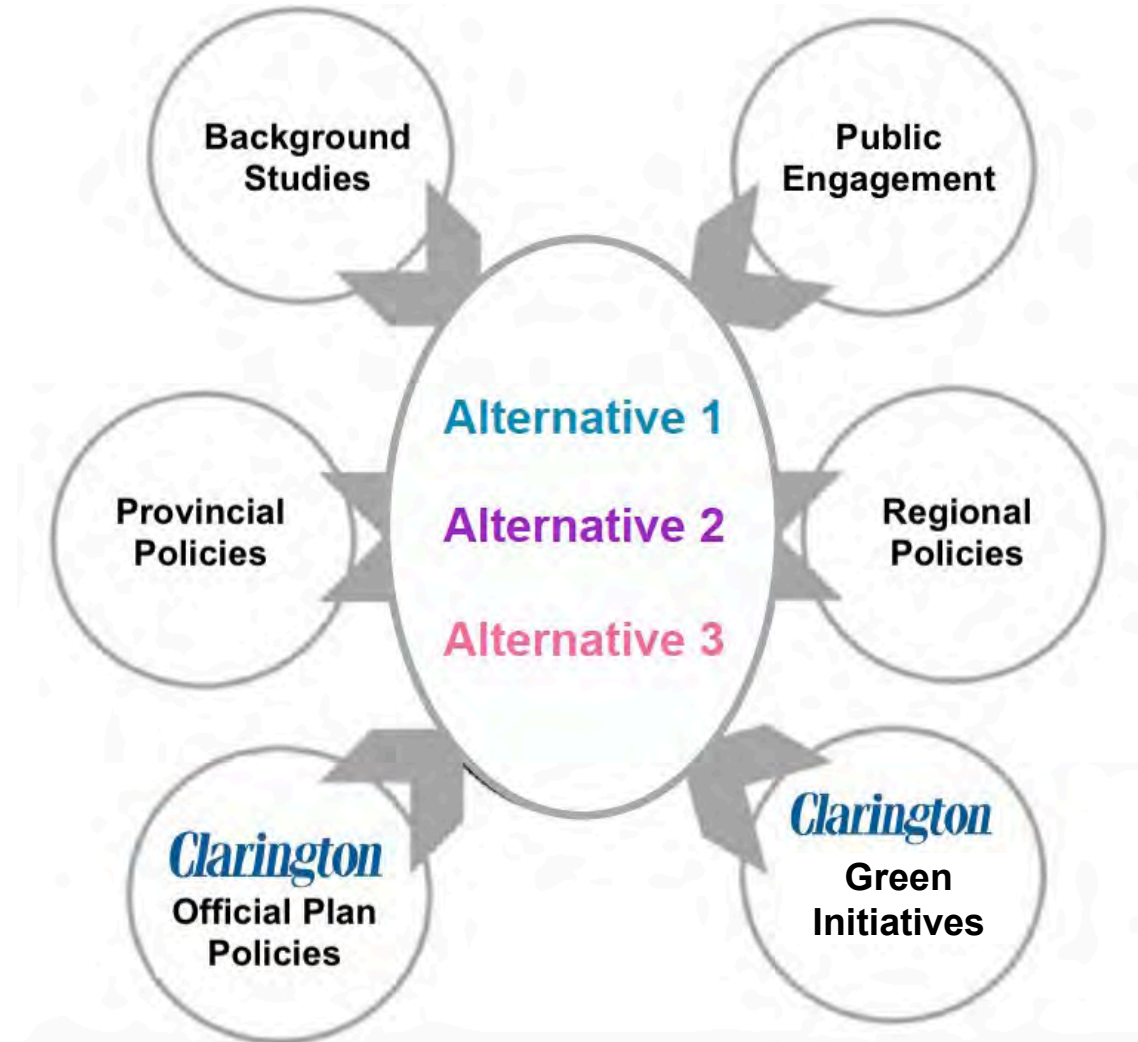 Background
Studies
Public
Engagement
Alternative 1
Alternative 2
Alternative 3
Provincial
Policies
Regional
Policies
Clarington
Official Plan
Policies
Clarington
Green
Initiatives